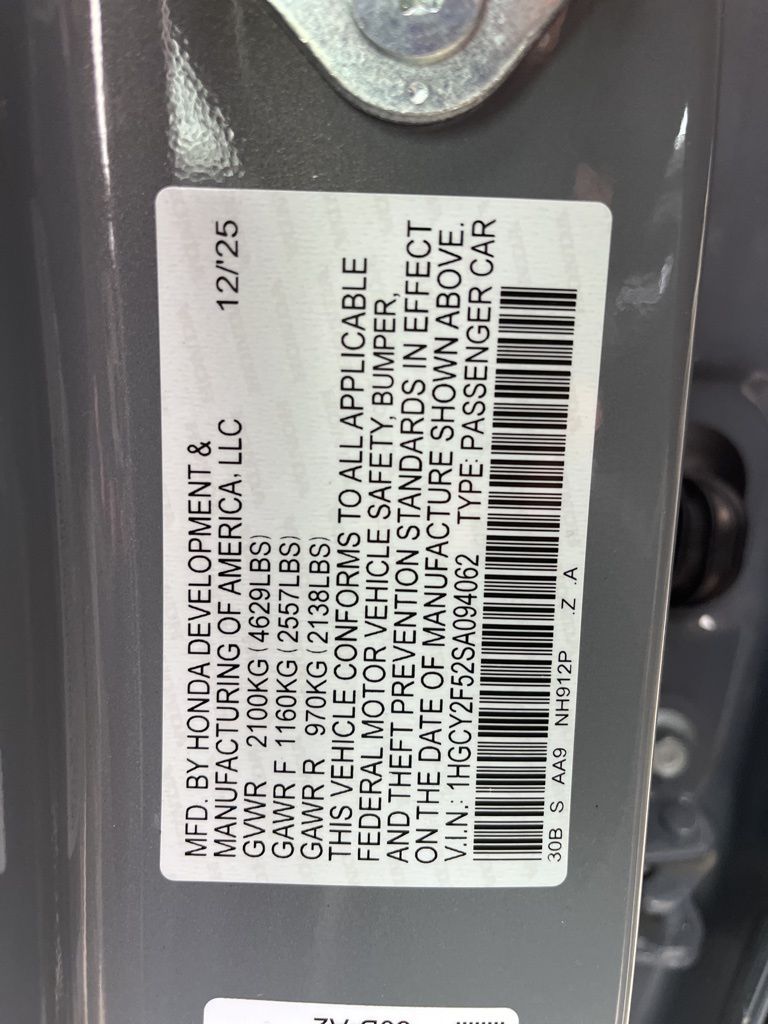 MFD. BY HONDA DEVELOPMENT &
MANUFACTURING OF AMERICA, LLC 12/'25
GVWR 2100KG (4629LBS)
GAWR F 1160KG (2557LBS)
GAWR R 970KG (2138LBS)
THIS VEHICLE CONFORMS TO ALL APPLICABLE
FEDERAL MOTOR VEHICLE SAFETY, BUMPER,
AND THEFT PREVENTION STANDARDS IN EFFECT
ON THE DATE OF MANUFACTURE SHOWN ABOVE.
V.I.N.: 1HGCY2F52SA094062 TYPE: PASSENGER CAR
30B S AA9 NH912P .Z .A